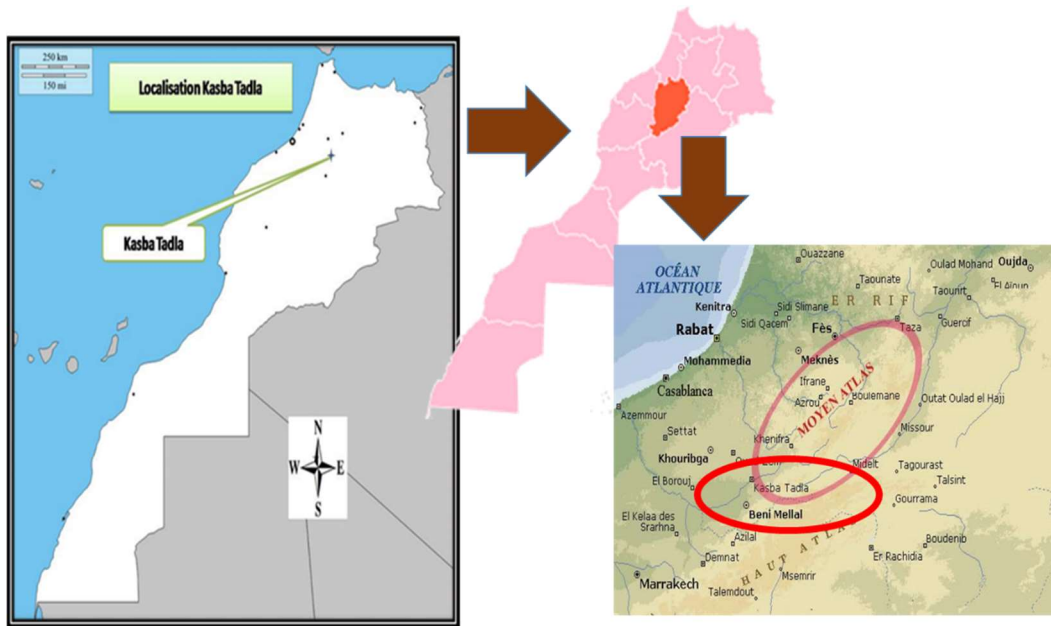 250 km
150 mi
Localisation Kasba Tadla
Kasba Tadla
N
W E
S
OCÉAN
ATLANTIQUE
Ouazzane
Oulad Mohand
Oujda
Taounate
El Aïoun
Taourirt
Kenitra
Sidi Slimane
ER RIF
Sidi Qacem
Rabat
Fès
Taza
Guercif
Mohammedia
Meknès
Casablanca
Ifrane
Azrou
Boulemane
MOYEN ATLAS
Outat Oulad el Hajj
Azemmour
Settat
Khenifra
Missour
Khouribga
Midelt
Tagourast
El Borouj
Kasba Tadla
Talsint
Gourrama
Beni Mellal
El Kelaa des
Srarhna
Azilal
HAUT ATLAS
Boudenib
Demnat
Er Rachidia
Marrakech
Msemrir
Talemdout